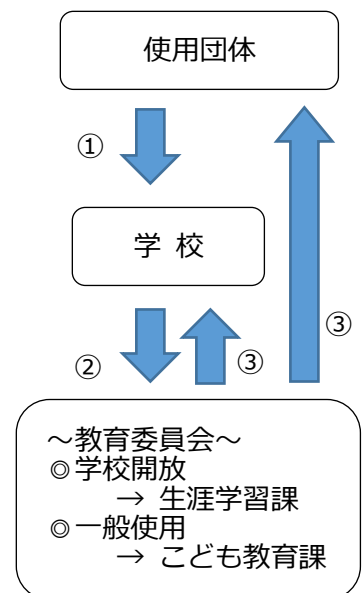 使用団体
①
学 校
②
③
③
～教育委員会～
◎学校開放
→ 生涯学習課
◎一般使用
→ こども教育課